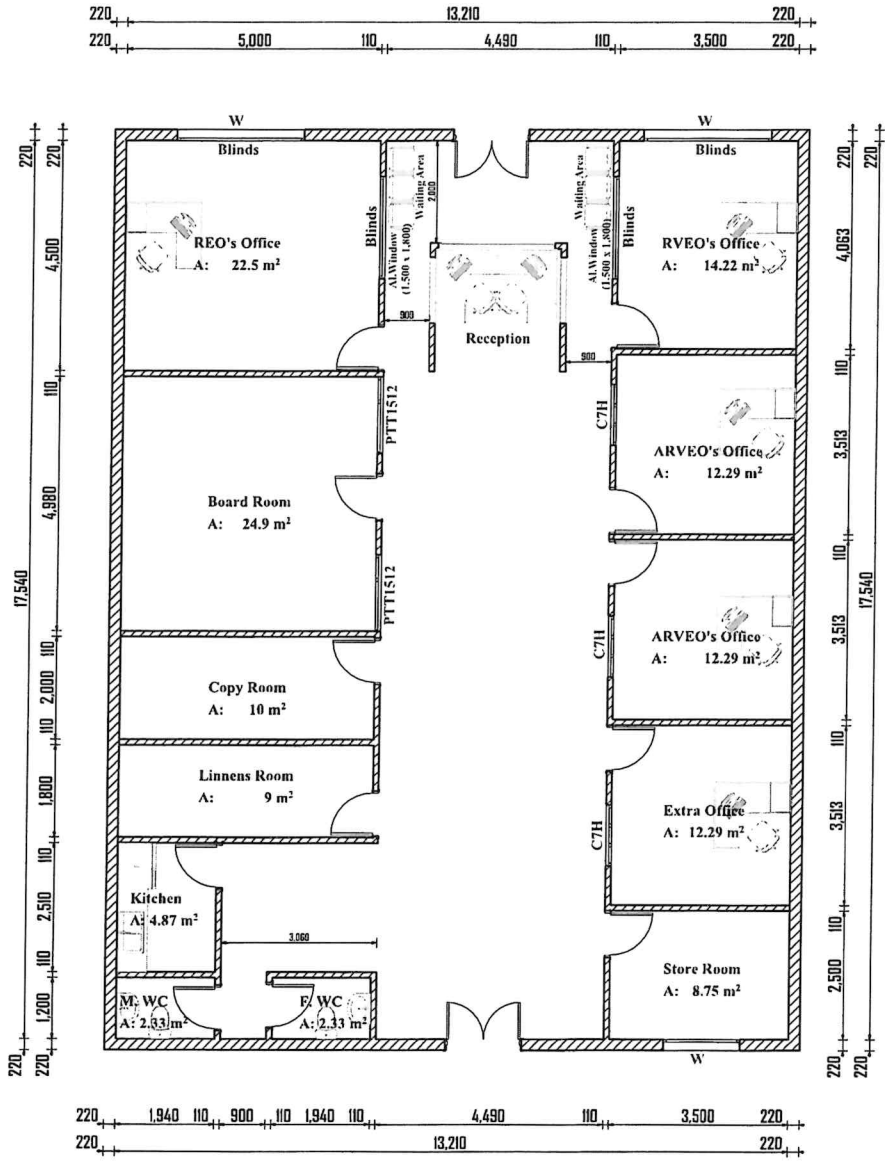 220 13,210 220
220 5,000 110 4,490 110 3,500 220
W
W
Blinds
Blinds
220
220
4,500
110
4,980
110
2,000
110
1,800
110
2,510
110
1,200
220
220
17,540
220
220
220
4,063
110
3,513
110
3,513
110
3,513
110
2,500
220
220
17,540
220
REO's Office
A: 22.5 m²
Blinds
Al.Window
(1,500 x 1,800)
Waiting Area
2,000
900
Reception
Waiting Area
Al.Window
(1,500 x 1,800)
Blinds
900
RVEO's Office
A: 14.22 m²
PTT1512
C7H
ARVEO's Office
A: 12.29 m²
Board Room
A: 24.9 m²
PTT1512
C7H
ARVEO's Office
A: 12.29 m²
Copy Room
A: 10 m²
Linnens Room
A: 9 m²
C7H
Extra Office
A: 12.29 m²
Kitchen
A: 4.87 m²
3,060
Store Room
A: 8.75 m²
M. WC
A: 2.33 m²
F. WC
A: 2.33 m²
W
220 1,940 110 900 110 1,940 110 4,490 110 3,500 220
220 13,210 220